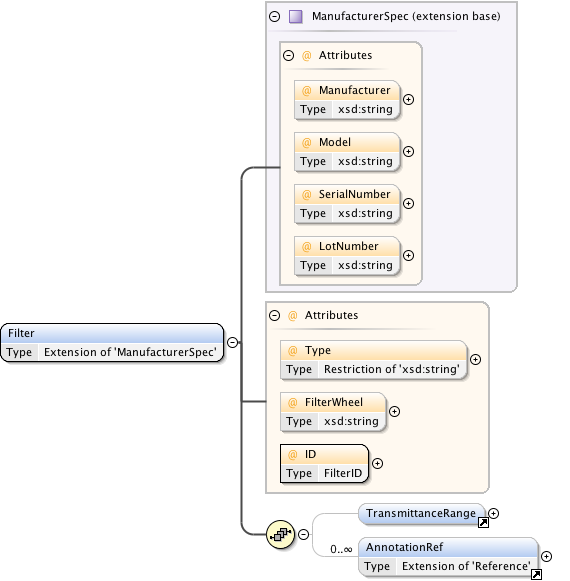 ManufacturerSpec (extension base)
@ Attributes
@ Manufacturer
Type xsd:string
@ Model
Type xsd:string
@ SerialNumber
Type xsd:string
@ LotNumber
Type xsd:string
Filter
Type Extension of 'ManufacturerSpec'
@ Attributes
@ Type
Type Restriction of 'xsd:string'
@ FilterWheel
Type xsd:string
@ ID
Type FilterID
TransmittanceRange
0..∞
AnnotationRef
Type Extension of 'Reference'